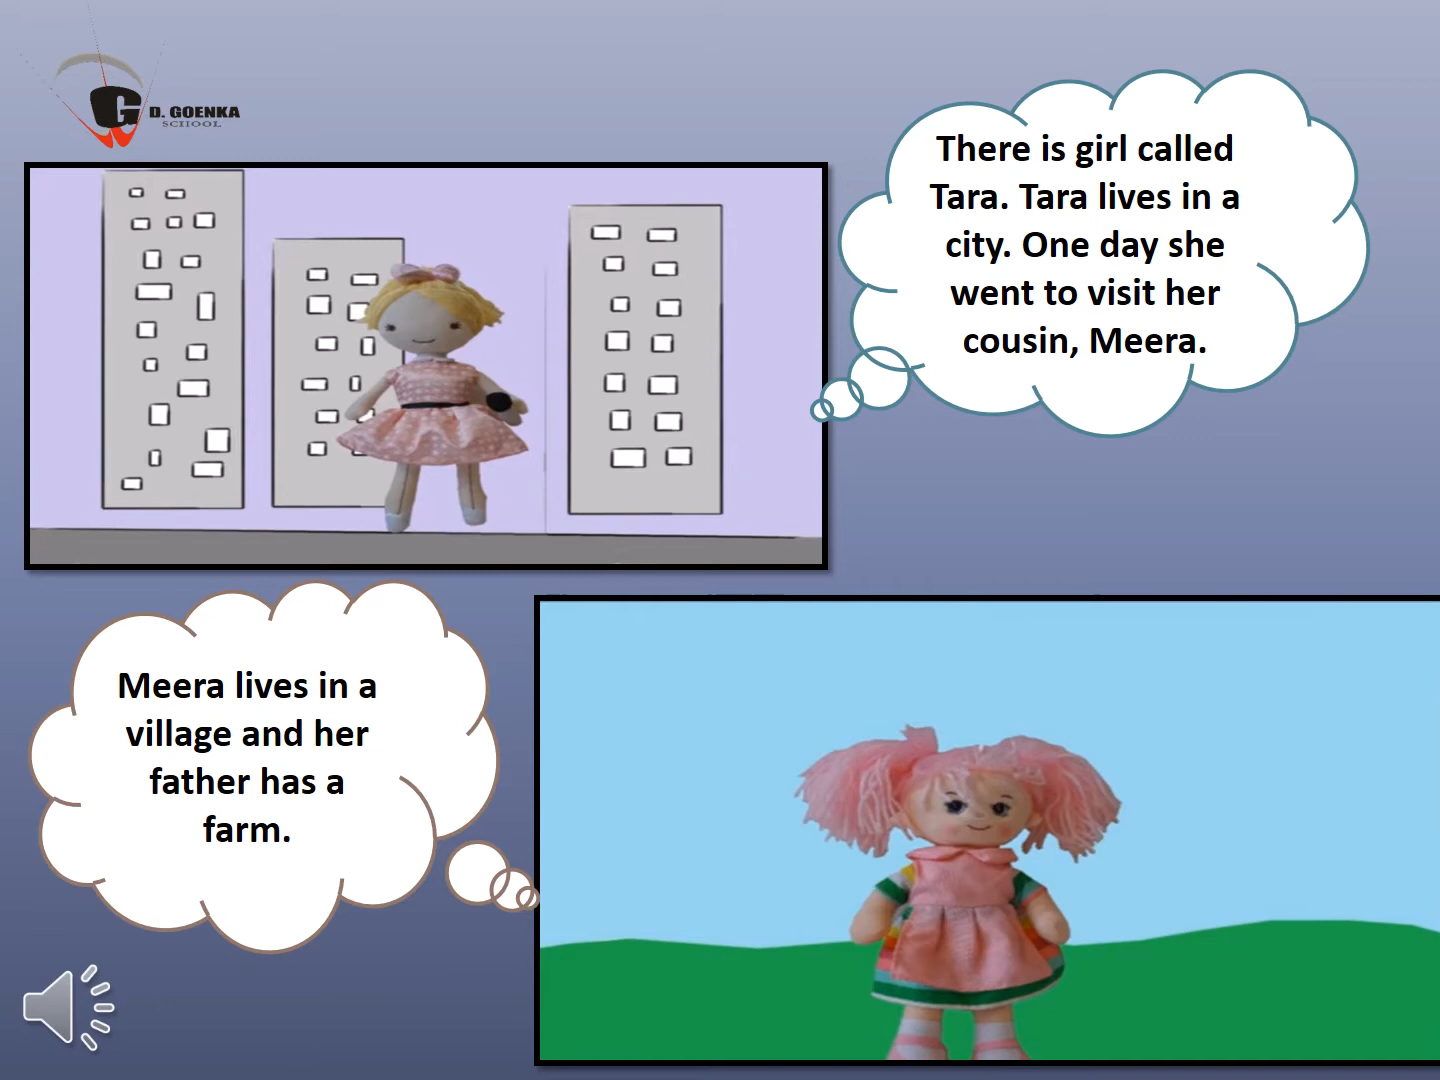 G D. GOENKA
SCHOOL
There is girl called
Tara. Tara lives in a
city. One day she
went to visit her
cousin, Meera.
Meera lives in a
village and her
father has a
farm.